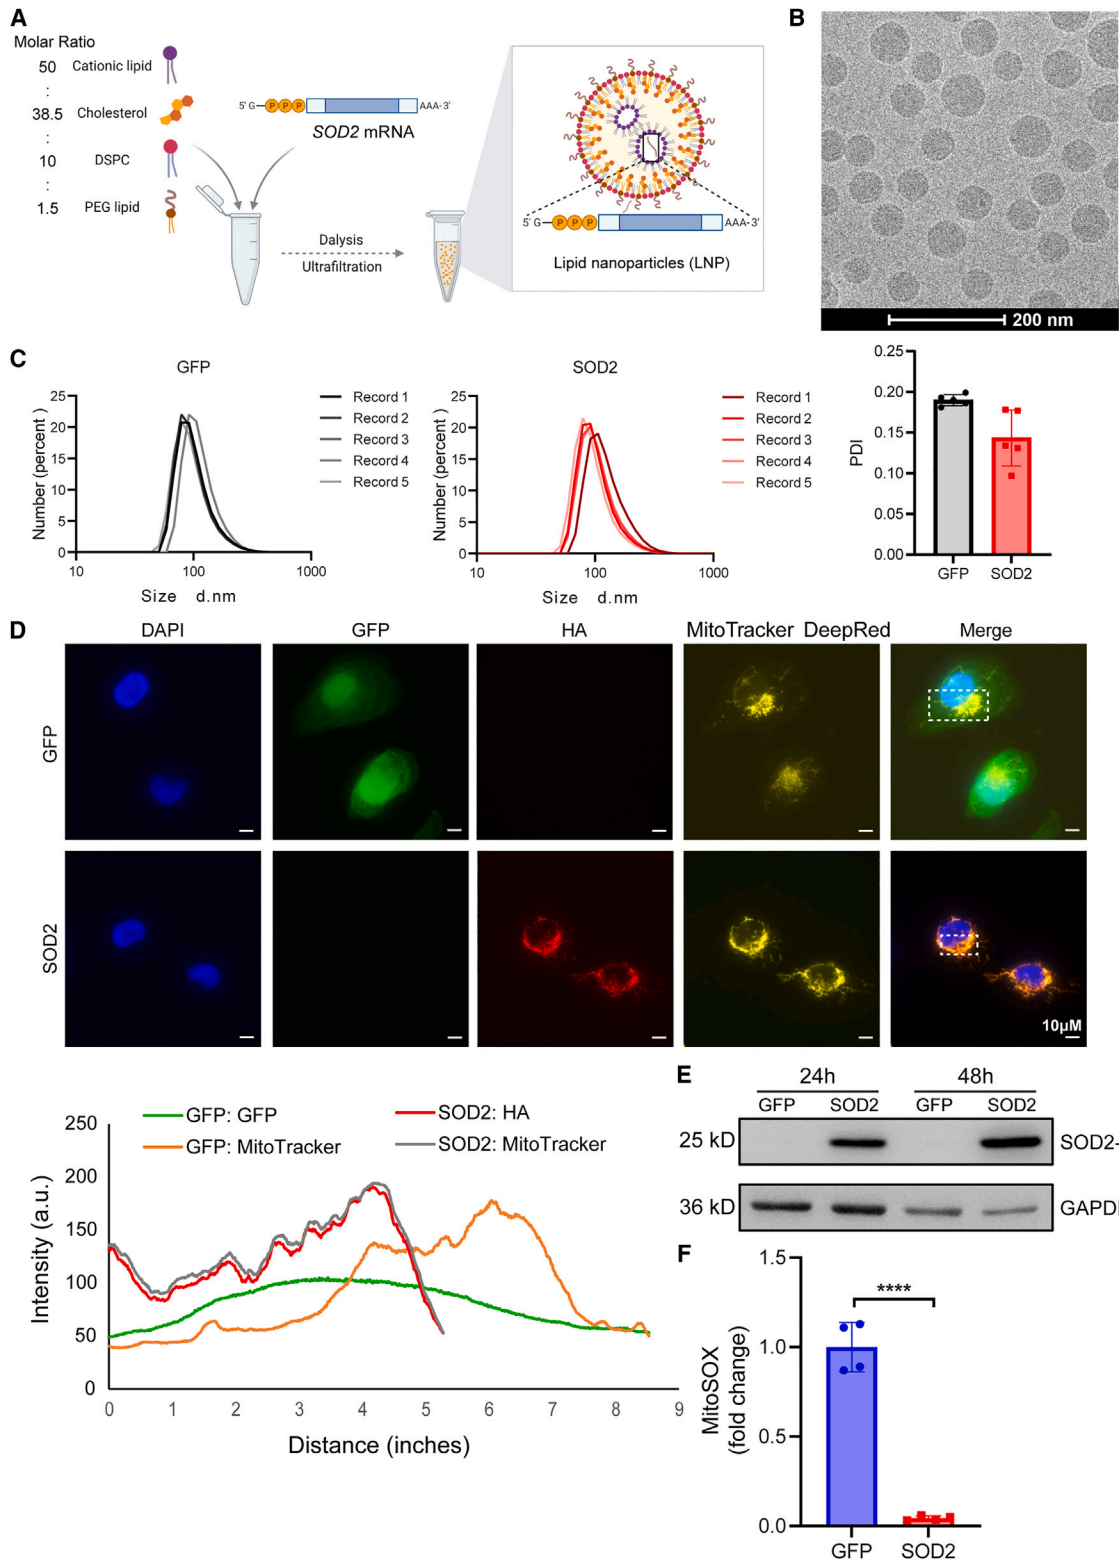 A
Molar Ratio
50
Cationic lipid
:
38.5
Cholesterol
:
10
DSPC
:
1.5
PEG lipid
5' G
P P P
AAA-3'
SOD2 mRNA
Dalysis
Ultrafiltration
5' G
P P P
AAA-3'
Lipid nanoparticles (LNP)
B
200 nm
C
GFP
Number (percent )
25
20
15
10
5
0
10 100 1000
Size d.nm
Record 1
Record 2
Record 3
Record 4
Record 5
SOD2
Number (percent )
25
20
15
10
5
0
10 100 1000
Size d.nm
Record 1
Record 2
Record 3
Record 4
Record 5
PDI
0.25
0.20
0.15
0.10
0.05
0.00
GFP SOD2
D
DAPI GFP HA MitoTracker DeepRed Merge
GFP
SOD2
10μM
GFP: GFP
SOD2: HA
GFP: MitoTracker
SOD2: MitoTracker
Intensity (a.u.)
250
200
150
100
50
0
0 1 2 3 4 5 6 7 8 9
Distance (inches)
E
24h 48h
GFP SOD2 GFP SOD2
25 kD
SOD2-
36 kD
GAPD
F
MitoSOX
(fold change)
1.5
1.0
0.5
0.0
****
GFP SOD2